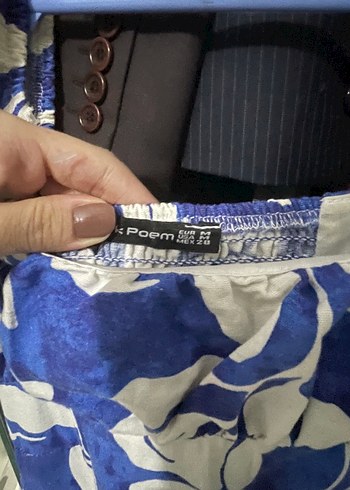 k Poem
EUR M
USA M
MEX 28